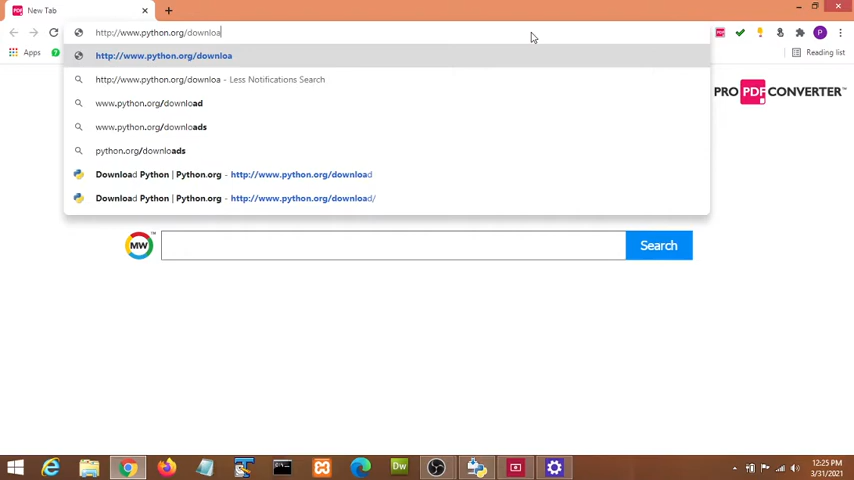 New Tab
http://www.python.org/downloa
Apps
Reading list
http://www.python.org/downloa
http://www.python.org/downloa - Less Notifications Search
www.python.org/download
www.python.org/downloads
python.org/downloads
Download Python | Python.org - http://www.python.org/download
Download Python | Python.org - http://www.python.org/download/
PRO PDF CONVERTER™
MW™
Search
Dw
12:25 PM
3/31/2021